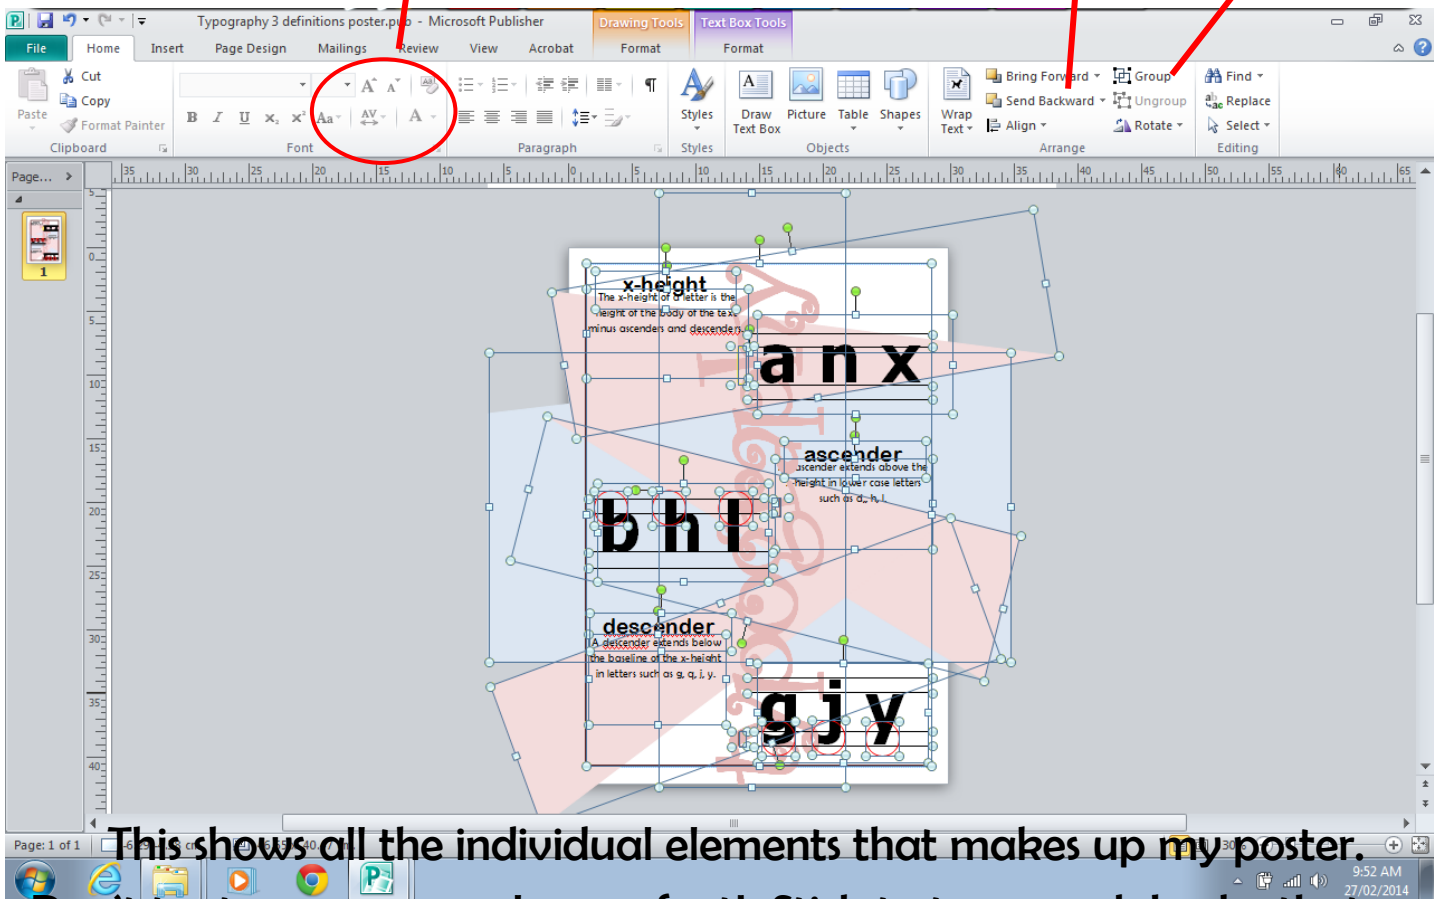 Typography 3 definitions poster.pub - Microsoft Publisher
Drawing Tools
Text Box Tools
File
Home
Insert
Page Design
Mailings
Review
View
Acrobat
Format
Format
Paste
Cut
Copy
Format Painter
Clipboard
Font
Paragraph
Styles
Styles
Draw Text Box
Picture
Table
Shapes
Objects
Wrap Text
Bring Forward
Send Backward
Align
Group
Ungroup
Rotate
Arrange
Find
Replace
Select
Editing
Page...
1
x-height
The x-height of a letter is the
height of the body of the text
minus ascenders and descenders.
a n x
ascender
ascender extends above the
x-height in lower case letters
such as d, h, l.
b h l
descender
A descender extends below
the baseline of the x-height
in letters such as g, q, j, y.
g j y
Page: 1 of 1
30%
This shows all the individual elements that makes up my poster.
9:52 AM
27/02/2014